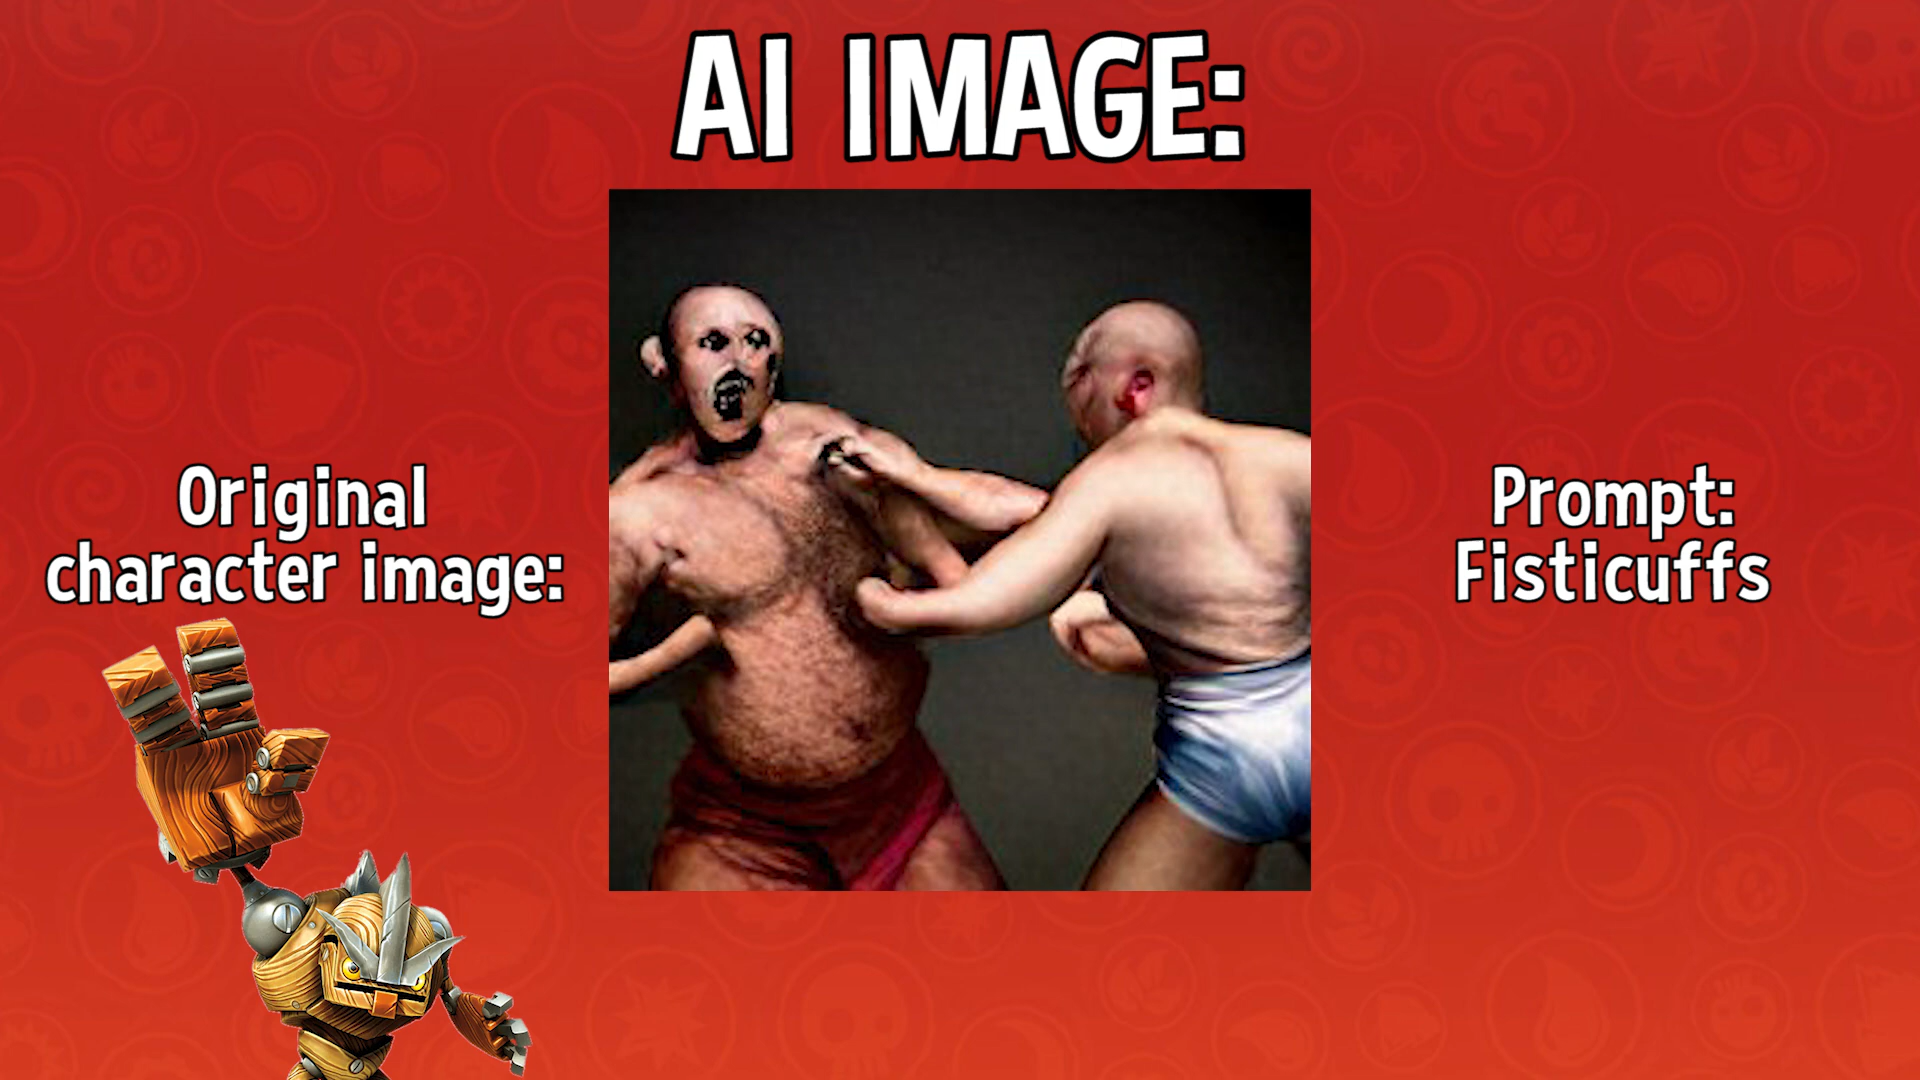 AI IMAGE:
Original
character image:
Prompt:
Fisticuffs